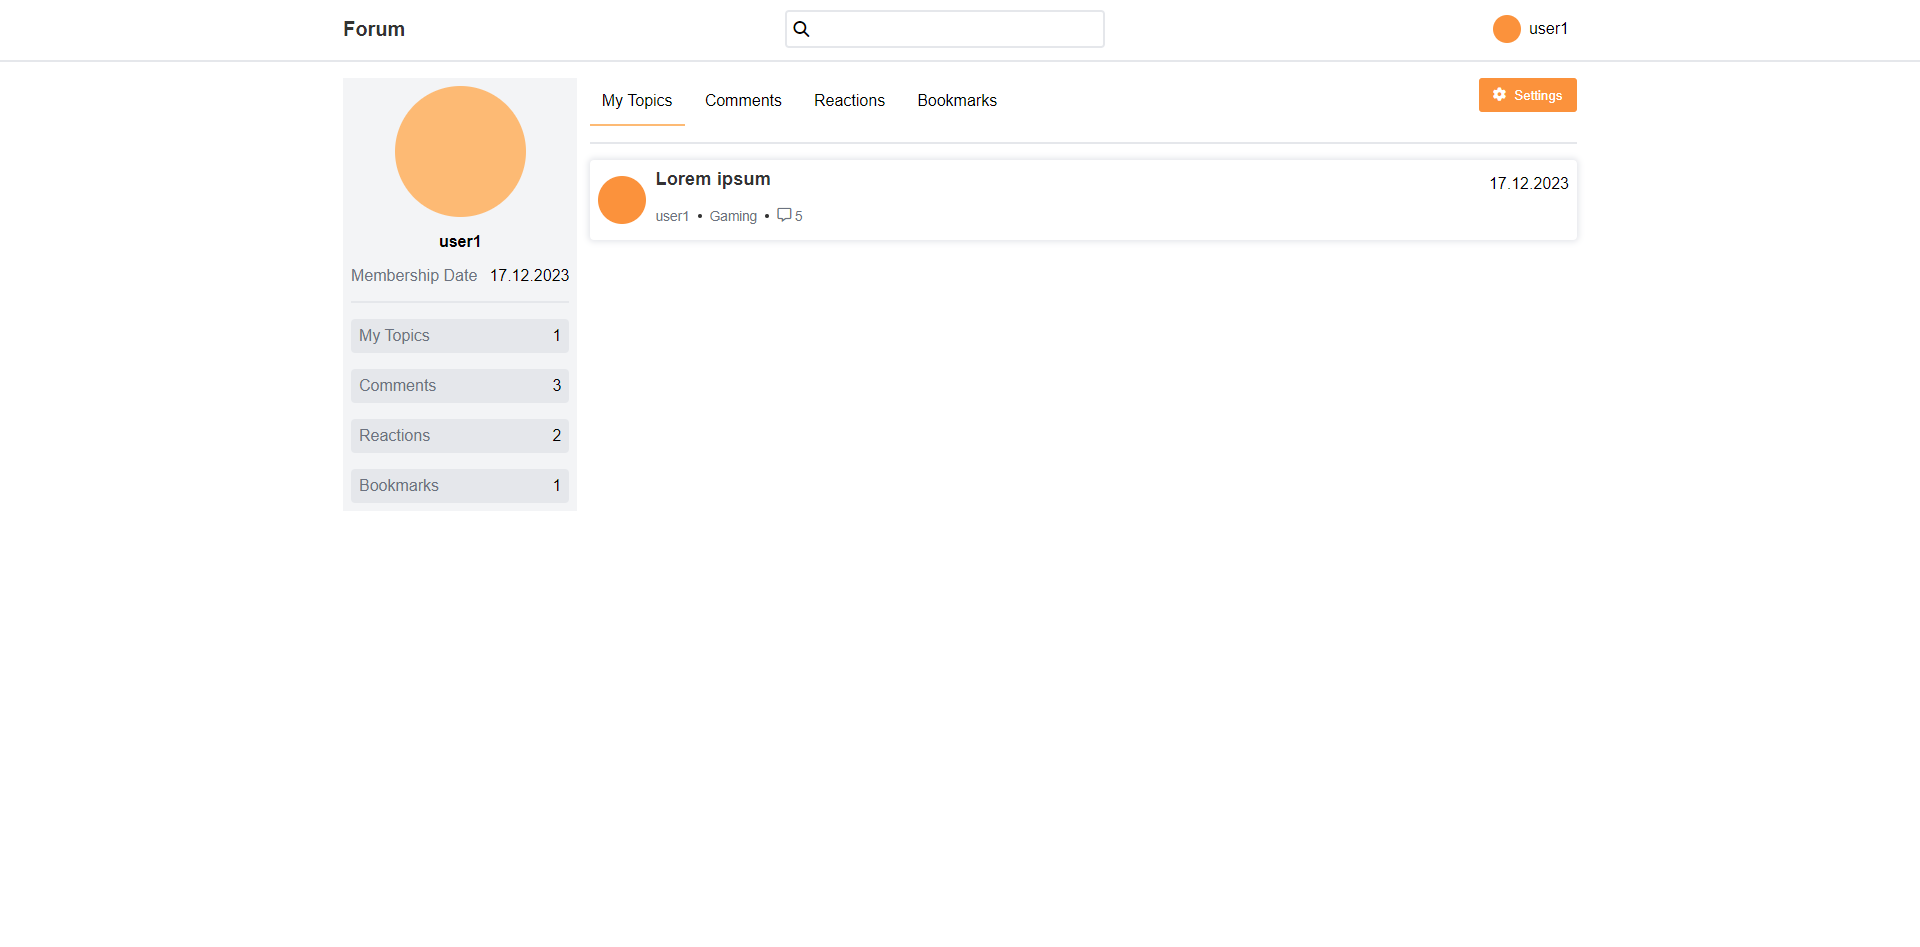 Forum
user1
user1
Membership Date 17.12.2023
My Topics 1
Comments 3
Reactions 2
Bookmarks 1
My Topics Comments Reactions Bookmarks
Settings
Lorem ipsum
17.12.2023
user1 • Gaming • 5